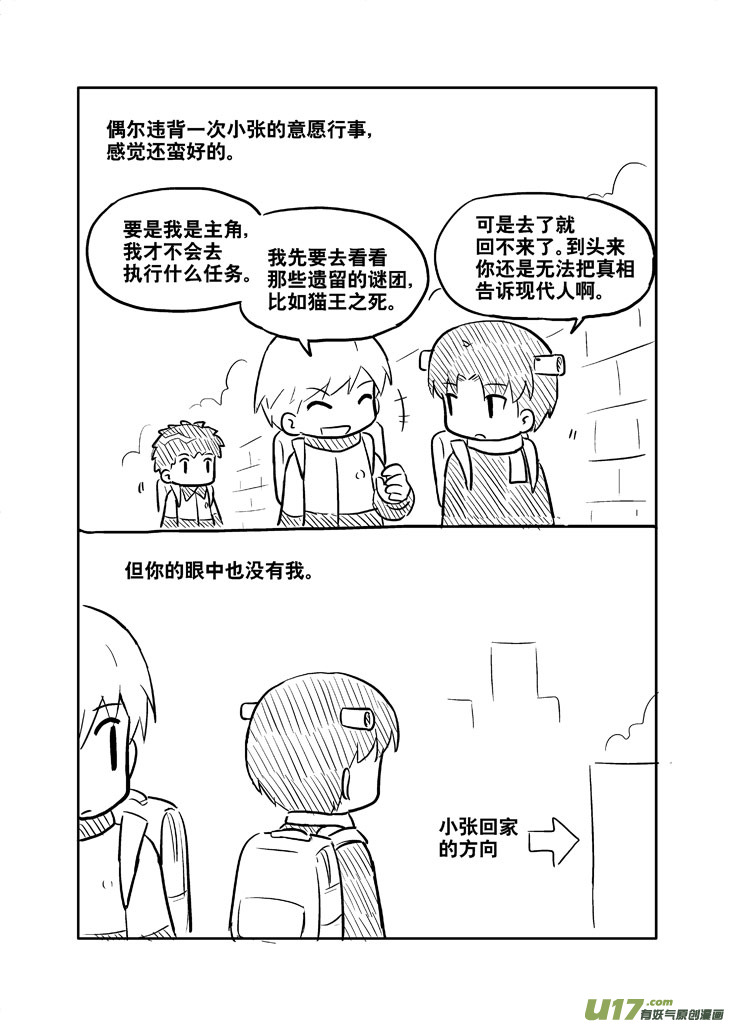 偶尔违背一次小张的意愿行事，
感觉还蛮好的。
要是我是主角，
我才不会去
执行什么任务。
我先要去看看
那些遗留的谜团，
比如猫王之死。
可是去了就
回不来了。到头来
你还是无法把真相
告诉现代人啊。
但你的眼中也没有我。
小张回家
的方向
U17.com
有妖气原创漫画